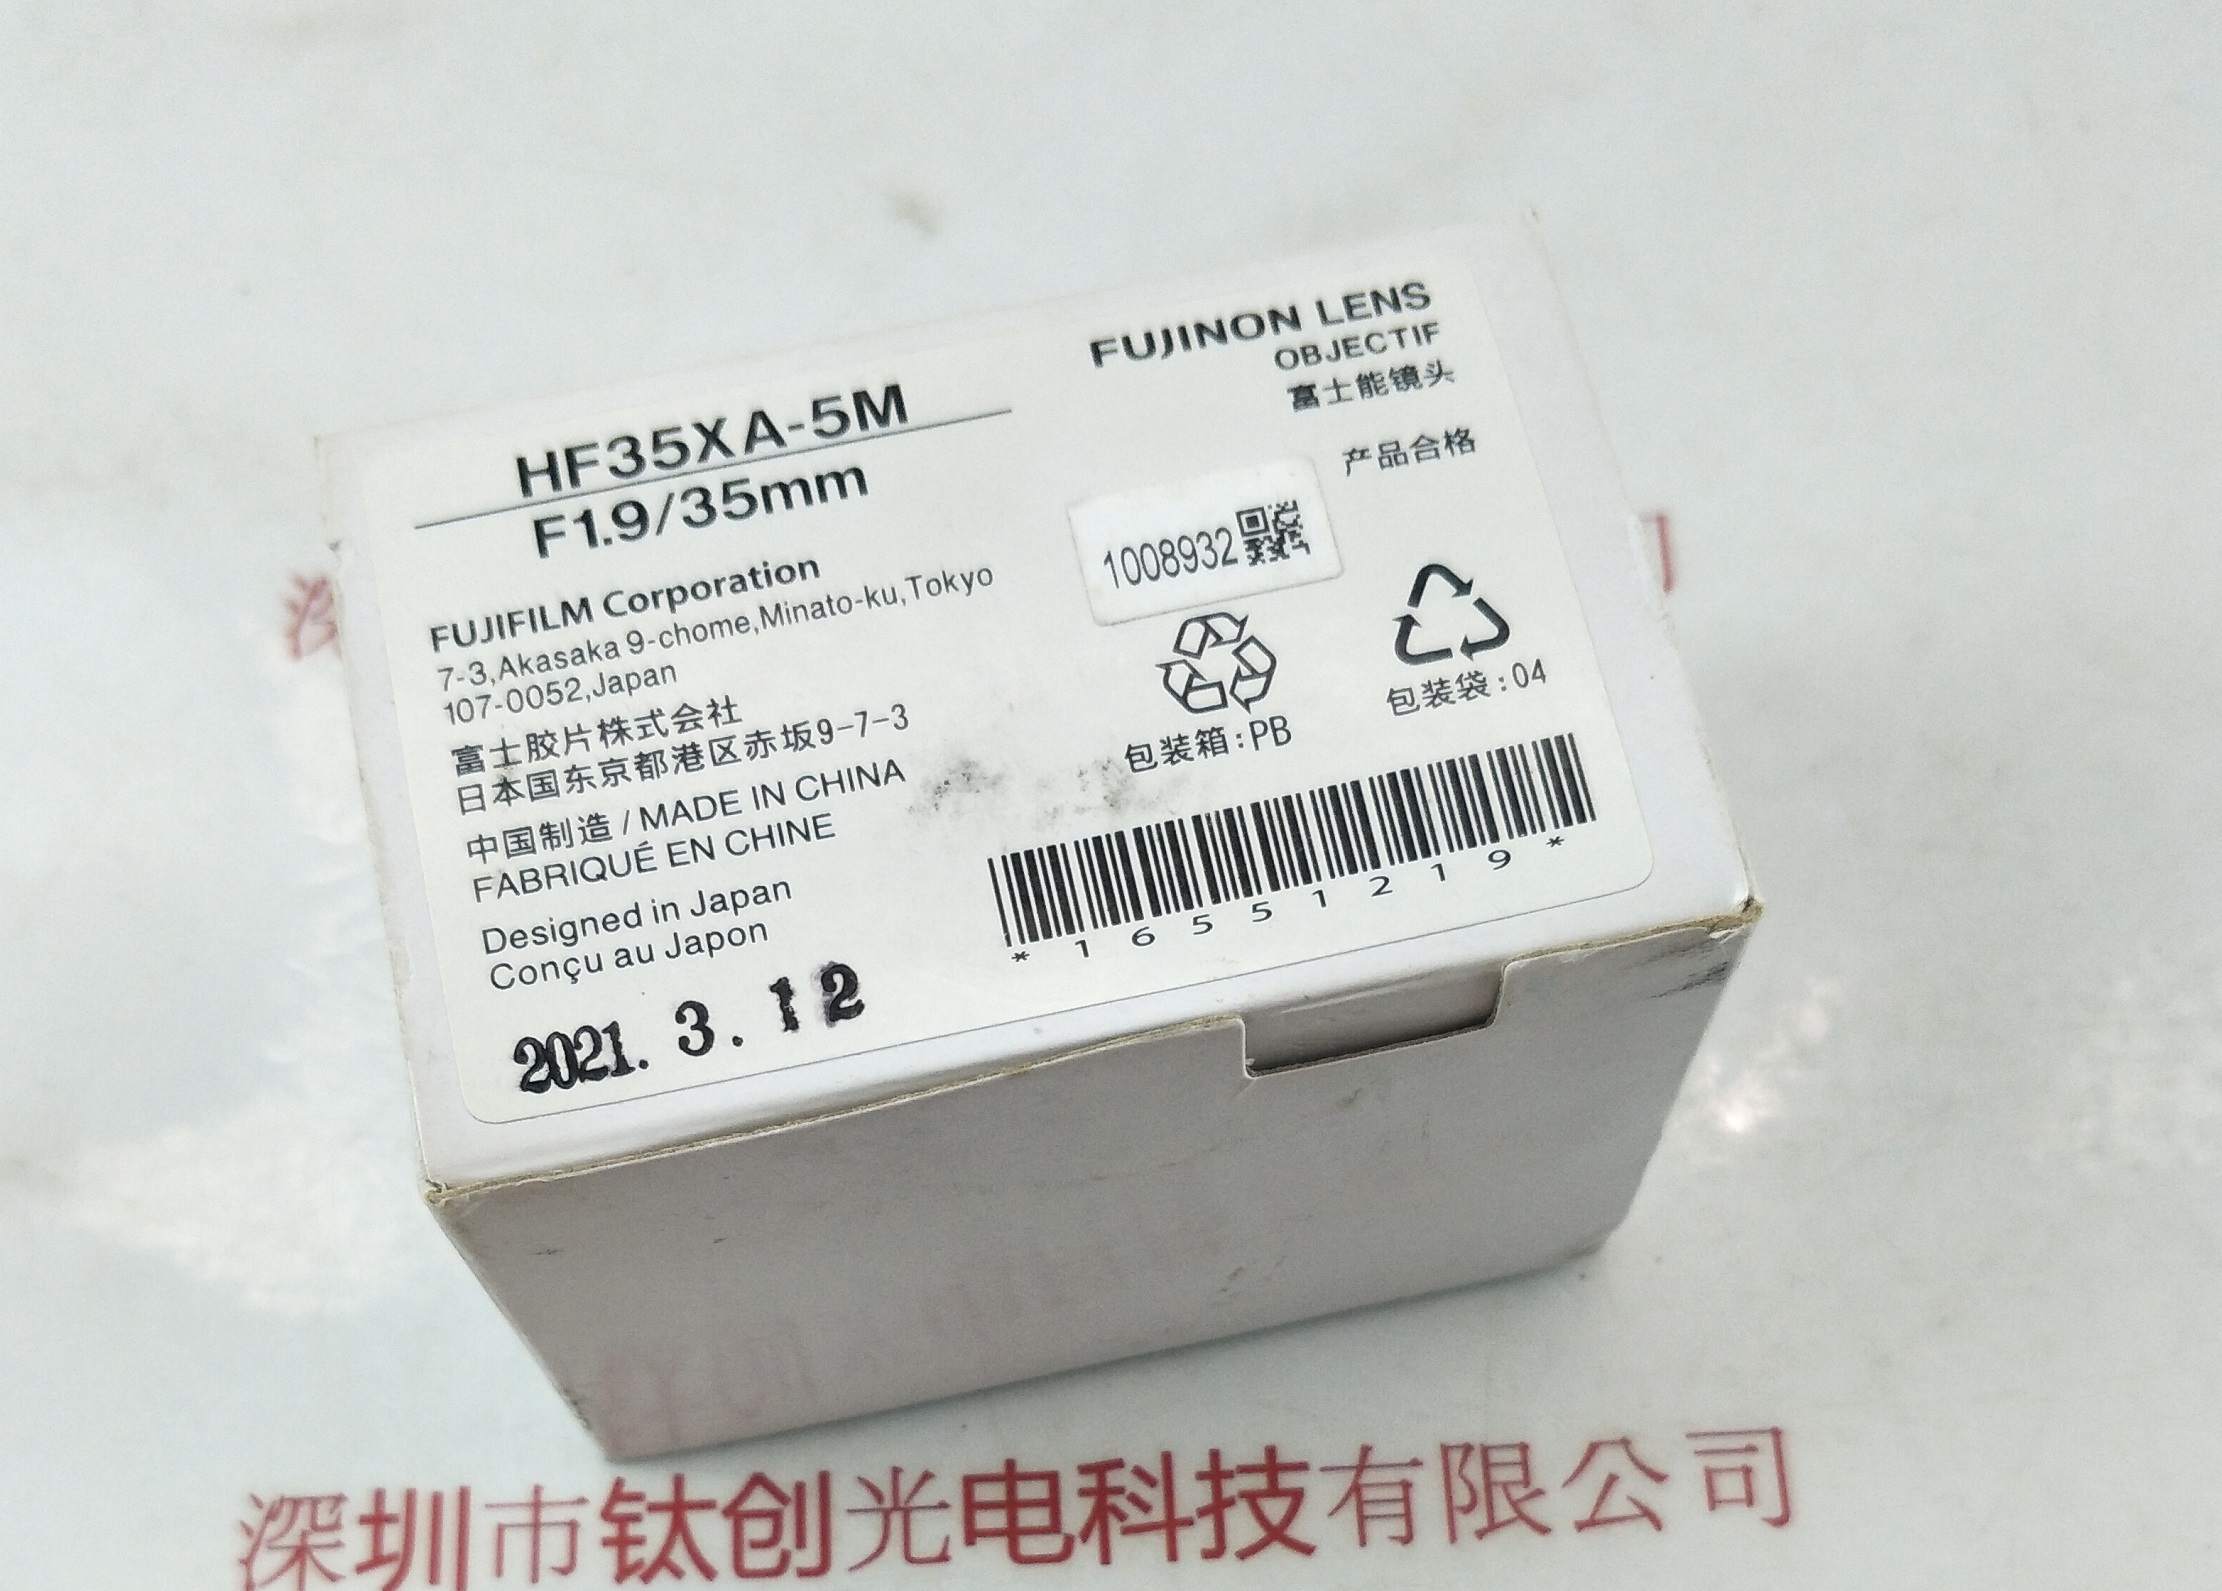 HF35XA-5M
F1.9/35mm
FUJIFILM Corporation
7-3,Akasaka 9-chome,Minato-ku,Tokyo
107-0052,Japan
富士胶片株式会社
日本国东京都港区赤坂9-7-3
中国制造/MADE IN CHINA
FABRIQUÉ EN CHINE
Designed in Japan
Conçu au Japon
2021. 3. 12
FUJINON LENS
OBJECTIF
富士能镜头
产品合格
1008932
包装箱:PB
包装袋:04
*16551219*
深圳市钛创光电科技有限公司